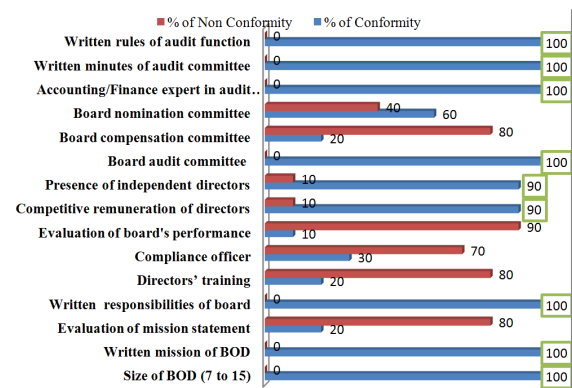 % of Non Conformity % of Conformity
Written rules of audit function 0 100
Written minutes of audit committee 0 100
Accounting/Finance expert in audit.. 0 100
Board nomination committee 40 60
Board compensation committee 80 20
Board audit committee 0 100
Presence of independent directors 10 90
Competitive remuneration of directors 10 90
Evaluation of board's performance 90 10
Compliance officer 70 30
Directors’ training 80 20
Written responsibilities of board 0 100
Evaluation of mission statement 80 20
Written mission of BOD 0 100
Size of BOD (7 to 15) 0 100